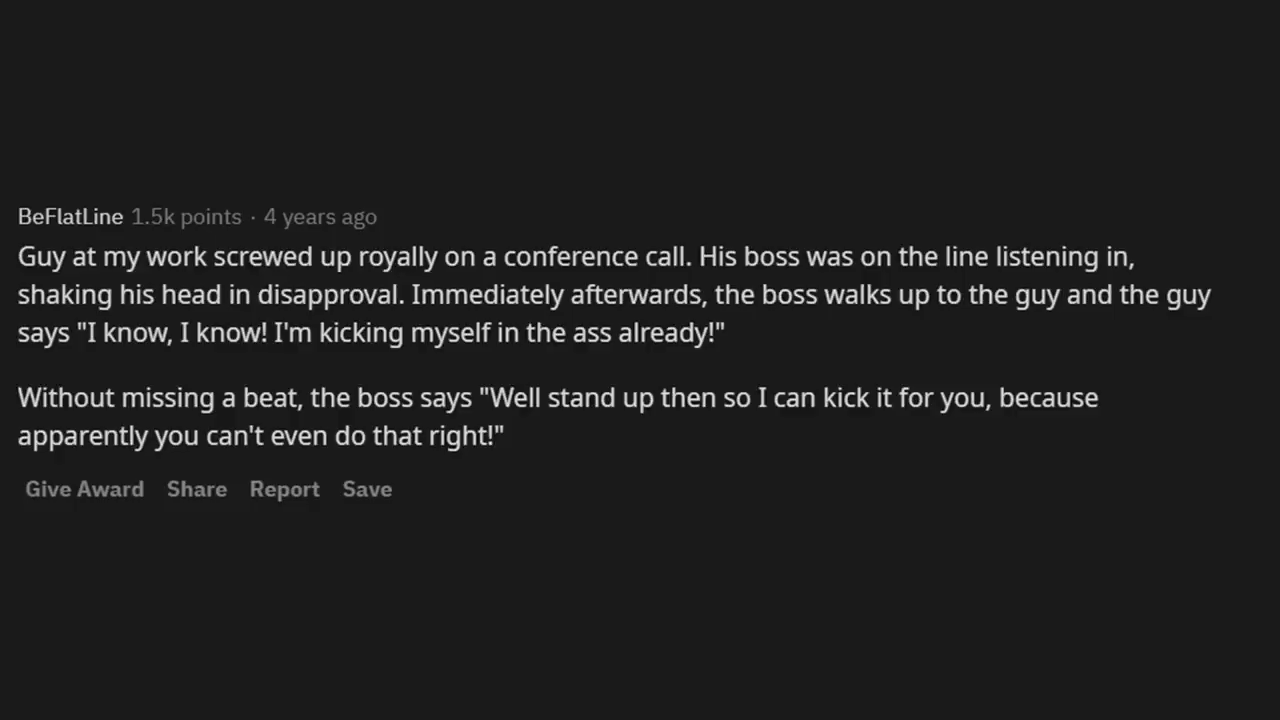 BeFlatLine 1.5k points · 4 years ago
Guy at my work screwed up royally on a conference call. His boss was on the line listening in,
shaking his head in disapproval. Immediately afterwards, the boss walks up to the guy and the guy
says "I know, I know! I'm kicking myself in the ass already!"
Without missing a beat, the boss says "Well stand up then so I can kick it for you, because
apparently you can't even do that right!"
Give Award Share Report Save